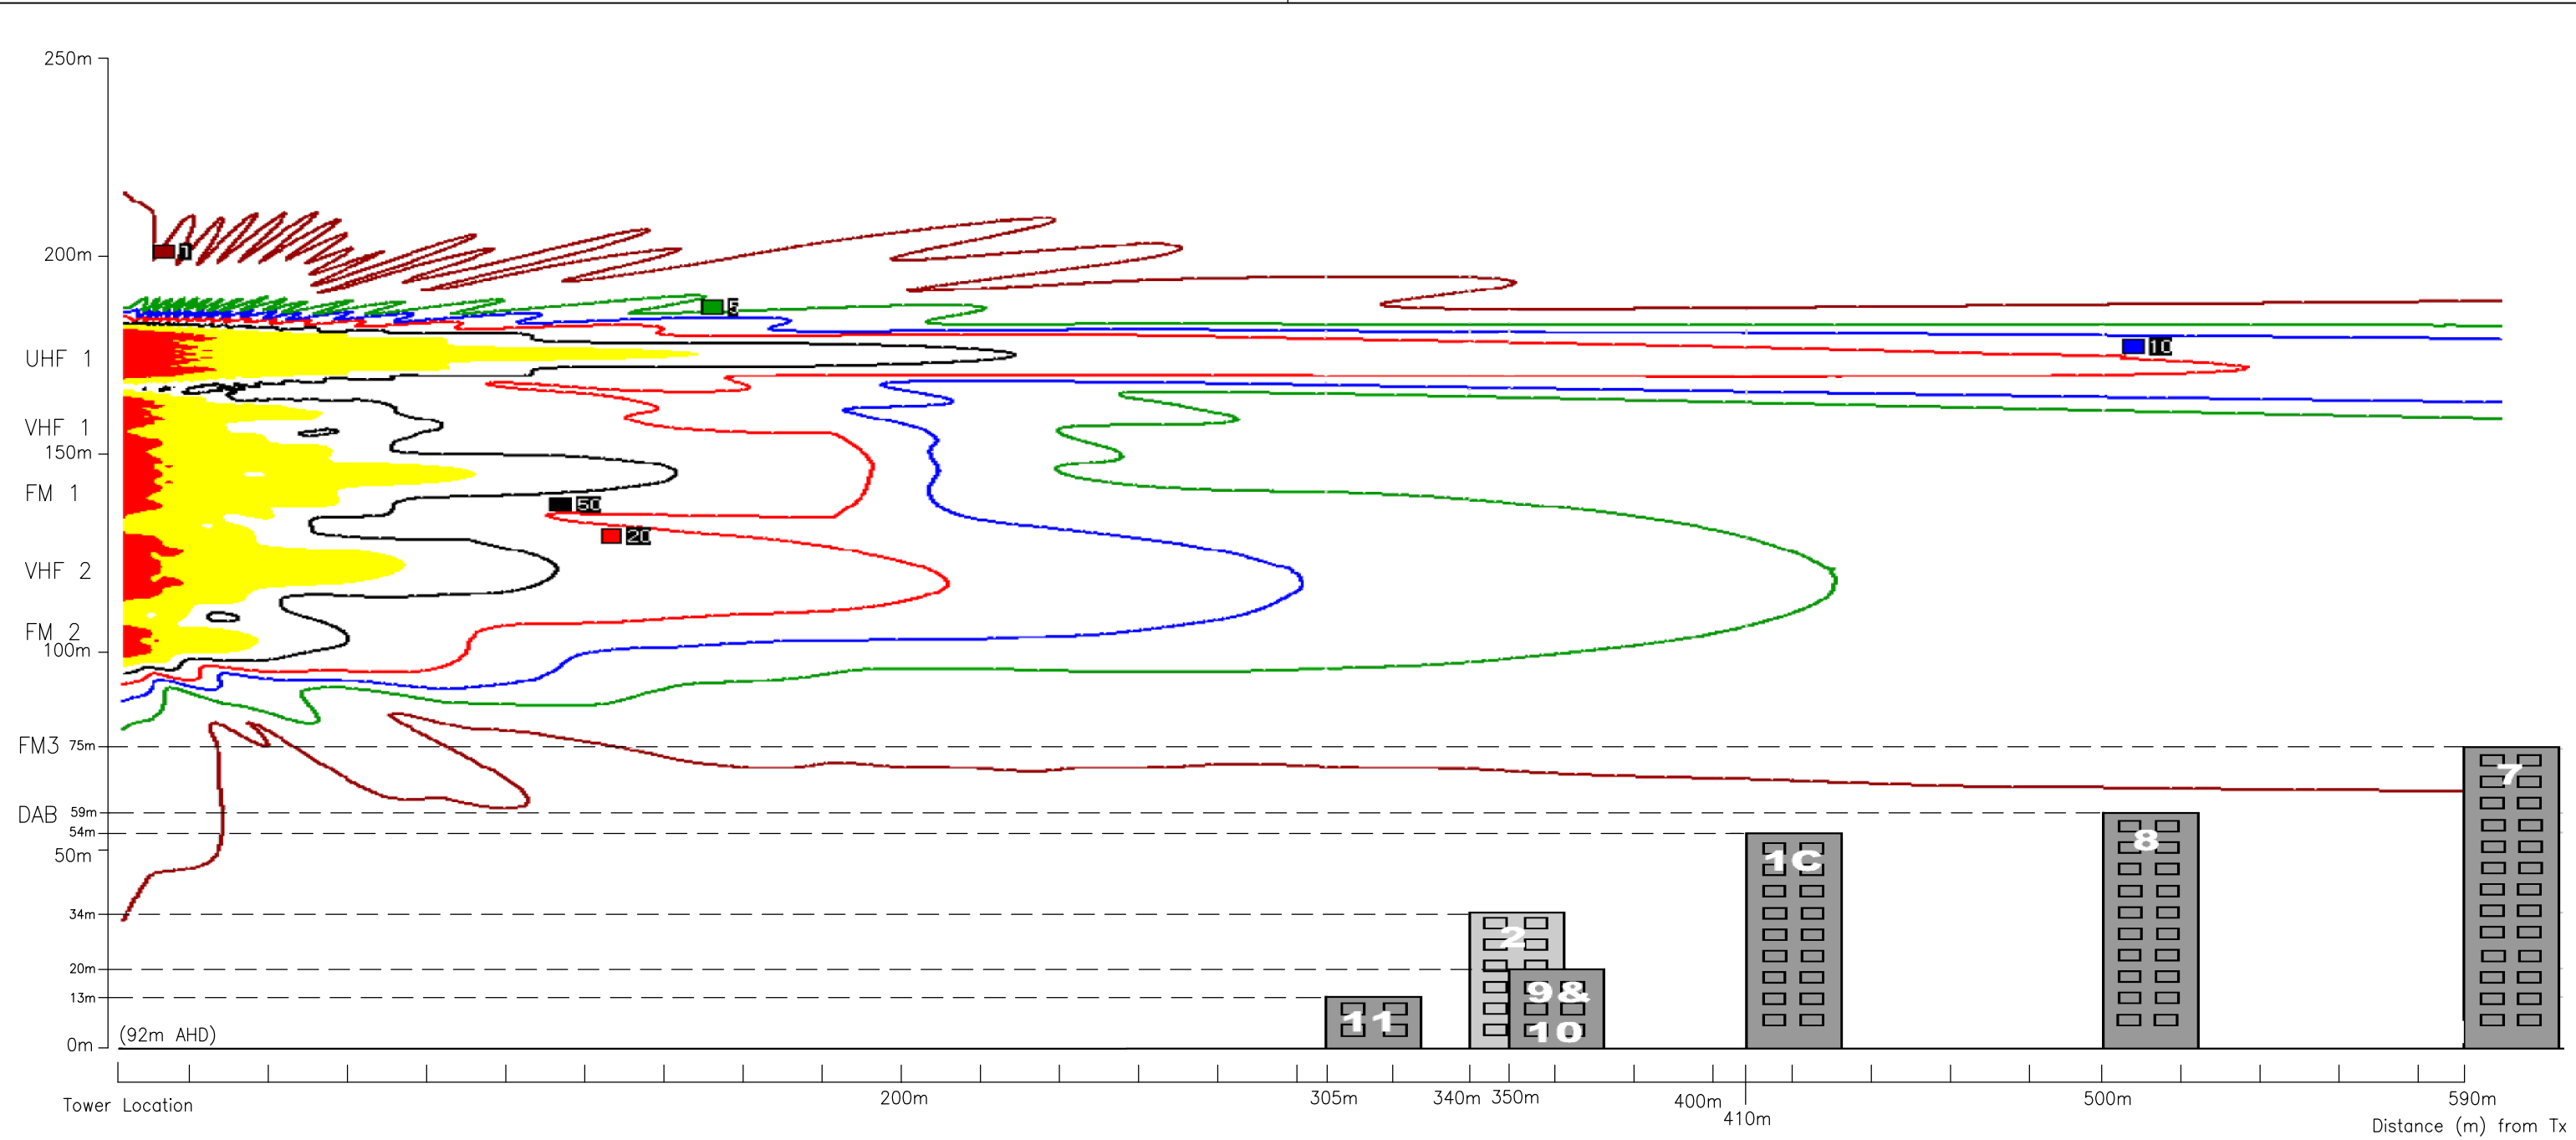 250m
200m
1
5
UHF 1
10
VHF 1
150m
FM 1
50
20
VHF 2
FM 2
100m
FM3 75m
7
DAB 59m
54m
8
50m
1C
34m
2
20m
9&
13m
11
10
(92m AHD)
0m
Tower Location
200m
305m
340m 350m
400m
410m
500m
590m
Distance (m) from Tx